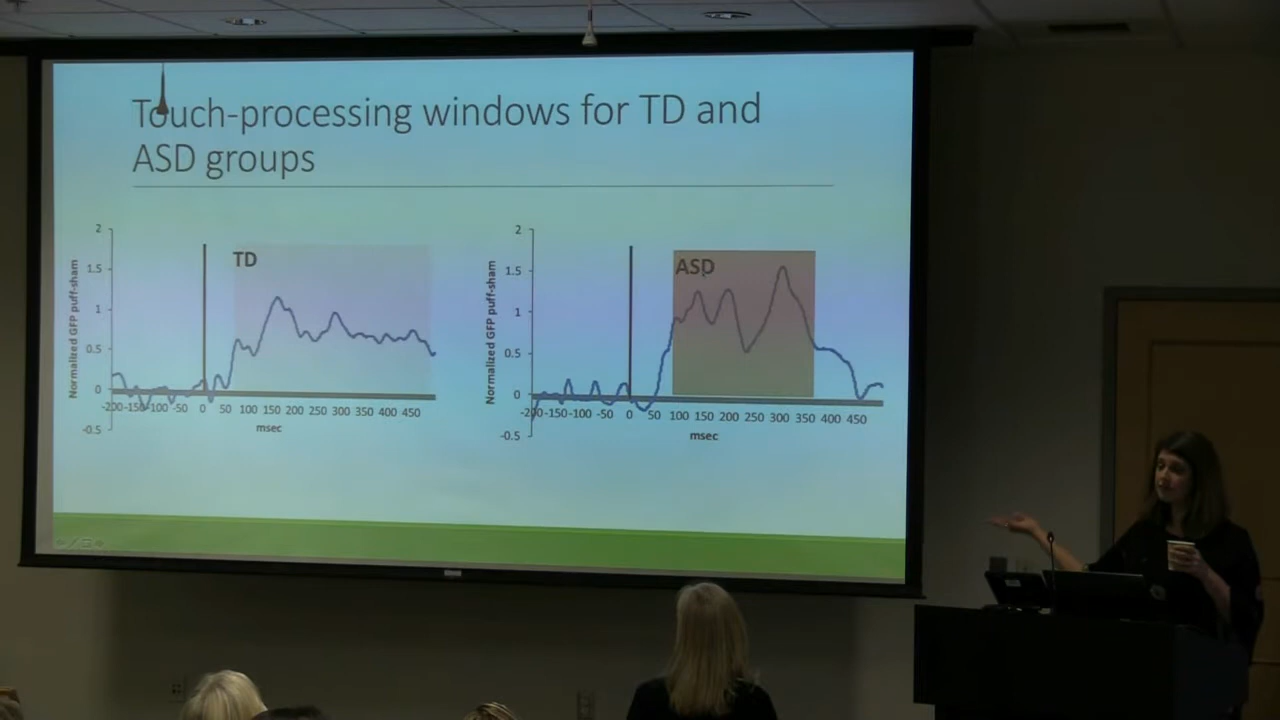 Touch-processing windows for TD and
ASD groups
TD
Normalized GFP puff-sham
2
1.5
1
0.5
0
-0.5
-200 -150 -100 -50 0 50 100 150 200 250 300 350 400 450
msec
ASD
Normalized GFP puff-sham
2
1.5
1
0.5
0
-0.5
-200 -150 -100 -50 0 50 100 150 200 250 300 350 400 450
msec